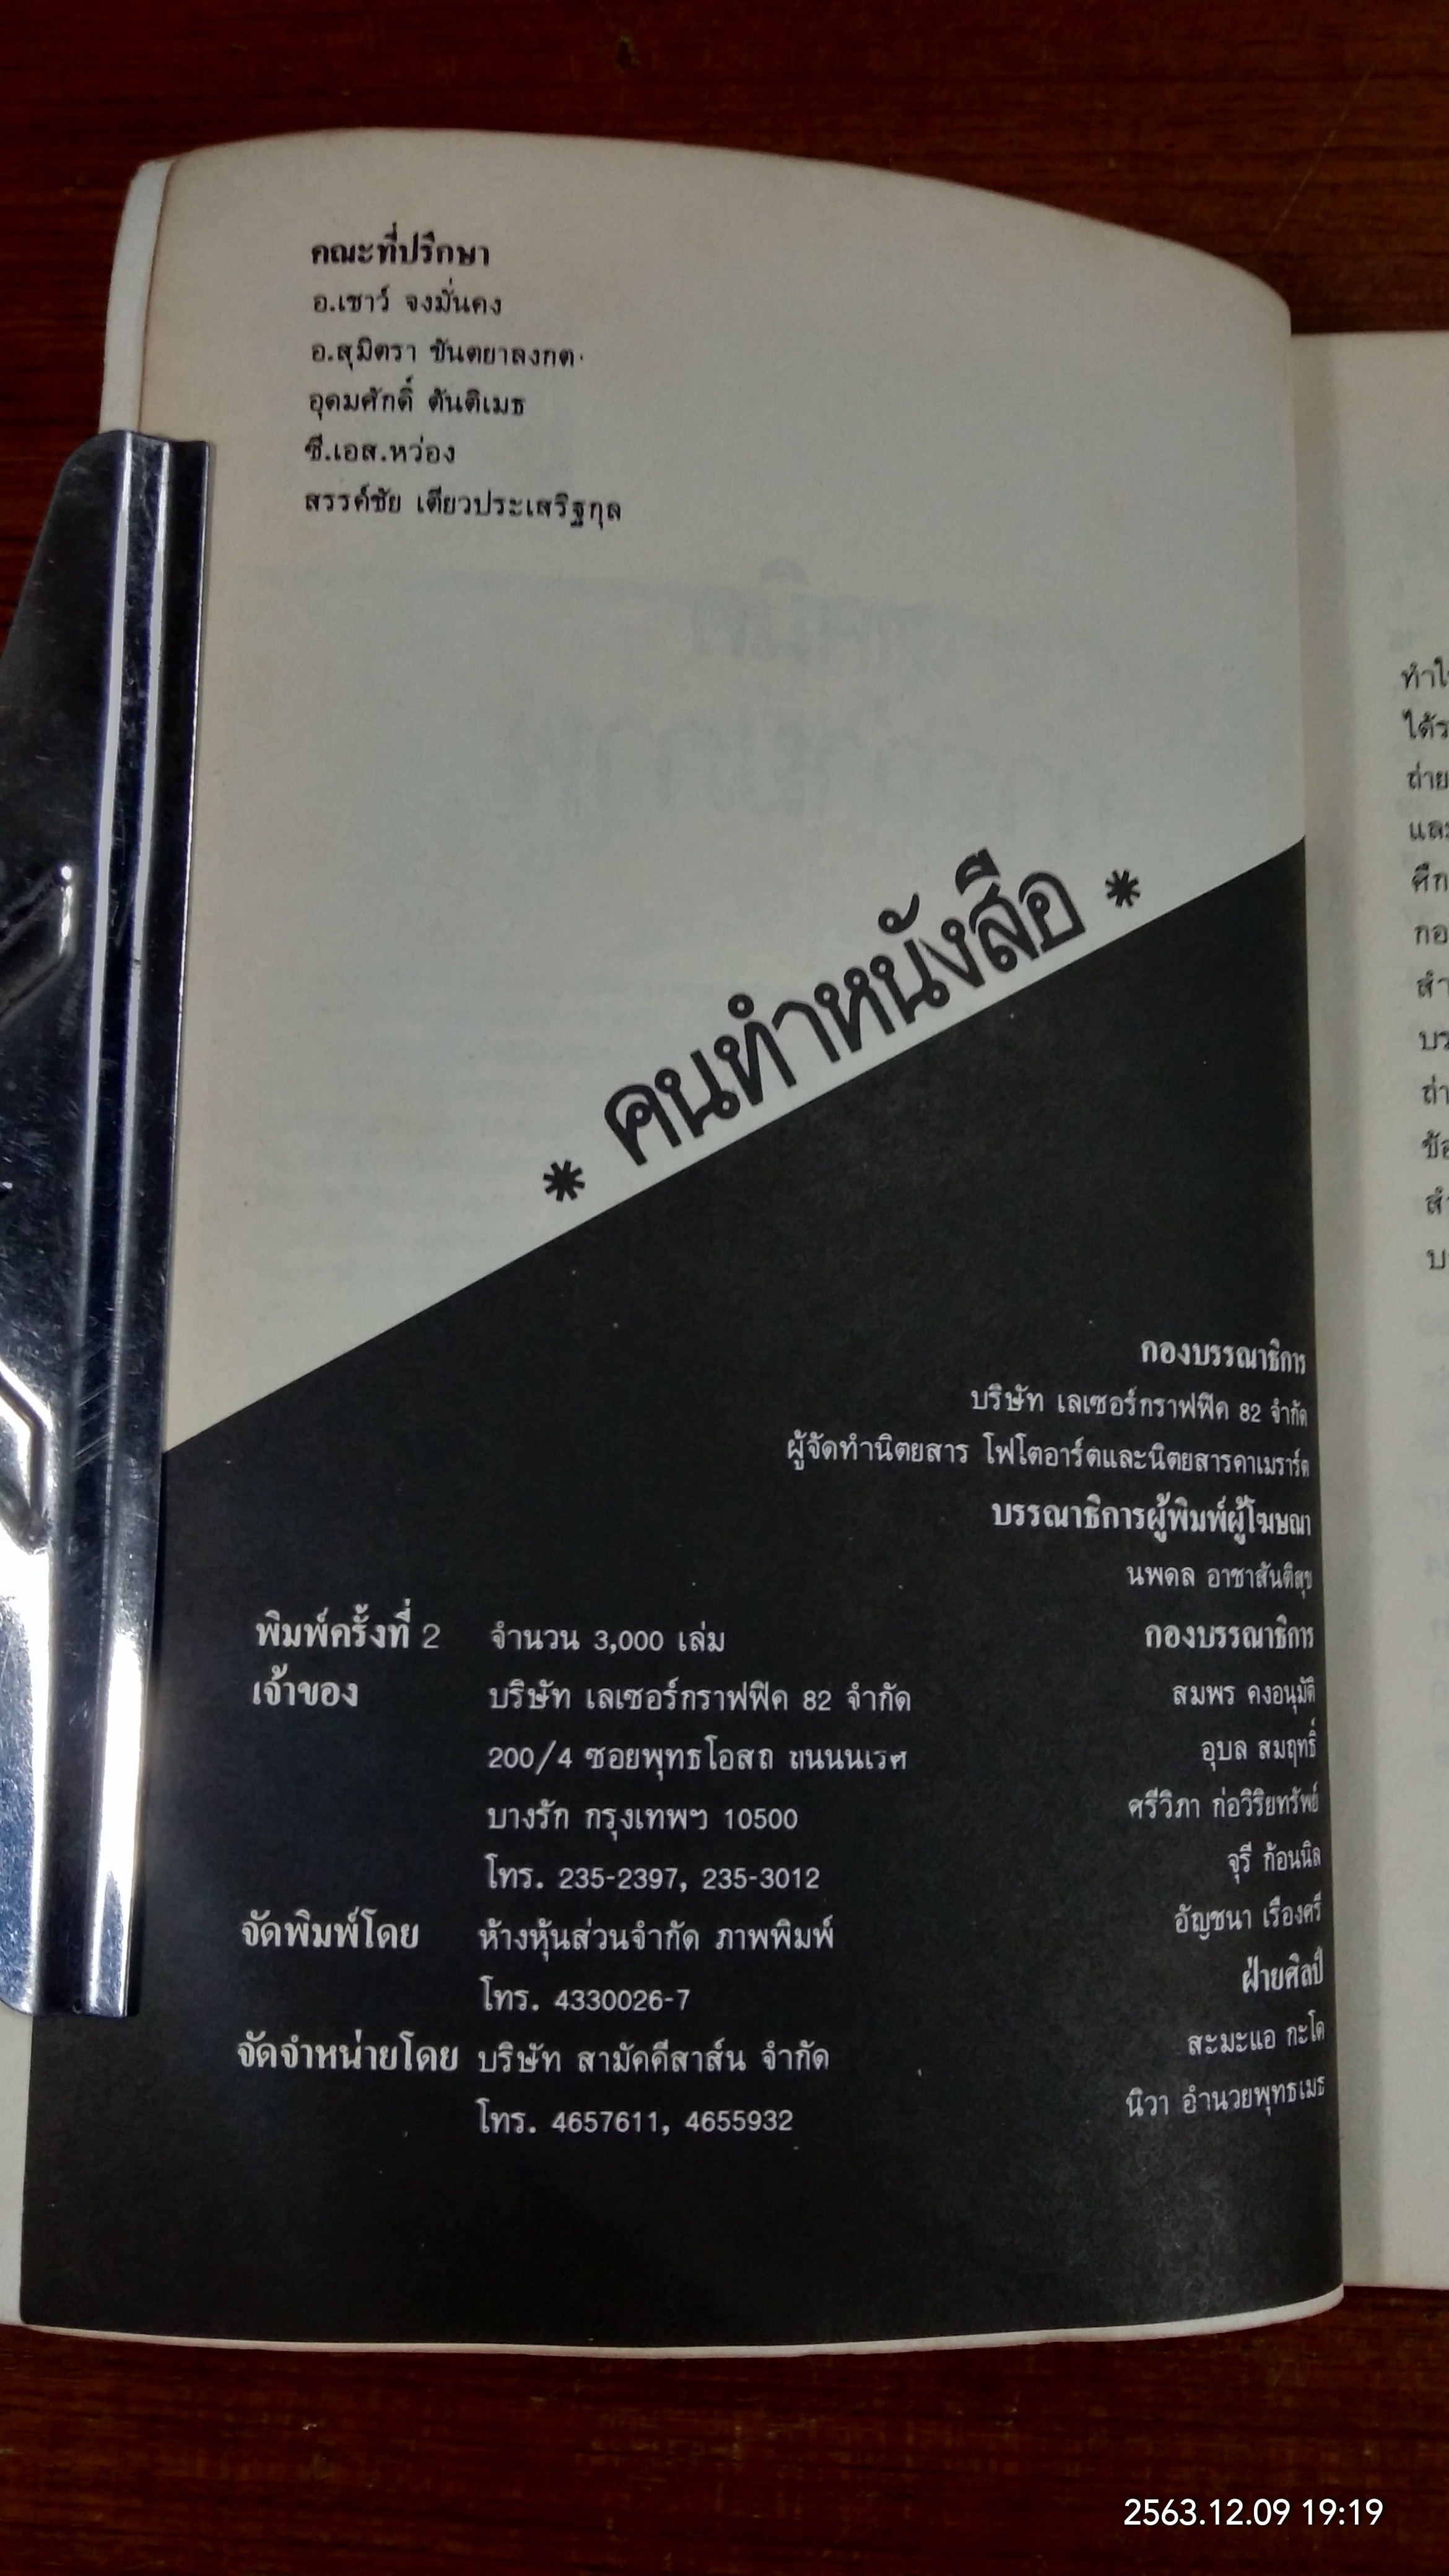 คณะที่ปรึกษา
อ.เชาว์ จงมั่นคง
อ.สุมิตรา ขันตยาลงกต
อุดมศักดิ์ ตันติเมธ
ซี.เอส.หว่อง
สรรค์ชัย เตียวประเสริฐกุล
* คนทำหนังสือ *
กองบรรณาธิการ
บริษัท เลเซอร์กราฟฟิค 82 จำกัด
ผู้จัดทำนิตยสาร โฟโตอาร์ตและนิตยสารคาเมราร์ต
บรรณาธิการผู้พิมพ์ผู้โฆษณา
นพดล อาชาสันติสุข
กองบรรณาธิการ
สมพร คงอนุมัติ
อุบล สมฤทธิ์
ศรีวิภา ก่อวิริยทรัพย์
จุรี ก้อนนิล
อัญชนา เรืองศรี
ฝ่ายศิลป์
สะมะแอ กะโด
นิวา อำนวยพุทธเมธ
พิมพ์ครั้งที่ 2 จำนวน 3,000 เล่ม
เจ้าของ บริษัท เลเซอร์กราฟฟิค 82 จำกัด
200/4 ซอยพุทธโอสถ ถนนนเรศ
บางรัก กรุงเทพฯ 10500
โทร. 235-2397, 235-3012
จัดพิมพ์โดย ห้างหุ้นส่วนจำกัด ภาพพิมพ์
โทร. 4330026-7
จัดจำหน่ายโดย บริษัท สามัคคีสาส์น จำกัด
โทร. 4657611, 4655932
2563.12.09 19:19